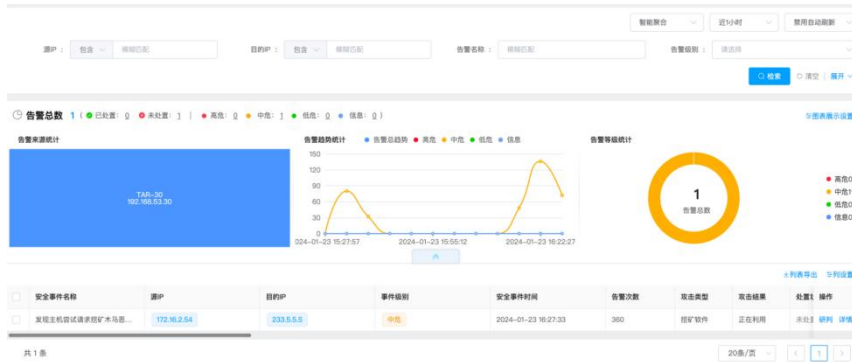 智能聚合 近1小时 禁用自动刷新
源IP： 包含 模糊匹配 目的IP： 包含 模糊匹配 告警名称： 模糊匹配 告警级别： 请选择
检索 清空 | 展开
告警总数 1 ( 已处置: 0 未处置: 1 | 高危: 0 中危: 1 低危: 0 信息: 0 ) 图表展示设置
告警来源统计 告警趋势统计 告警总趋势 高危 中危 低危 信息 告警等级统计
TAR-30
192.168.53.30
150
120
90
60
30
0
024-01-23 15:27:57 2024-01-23 15:55:12 2024-01-23 16:22:27
1
告警总数
高危0
中危1
低危0
信息0
列表导出 列设置
安全事件名称 源IP 目的IP 事件级别 安全事件时间 告警次数 攻击类型 攻击结果 处置 操作
发现主机尝试请求挖矿木马恶... 172.16.2.54 233.5.5.5 中危 2024-01-23 16:27:33 360 挖矿软件 正在利用 未处 研判 详情
共 1 条 20条/页 1